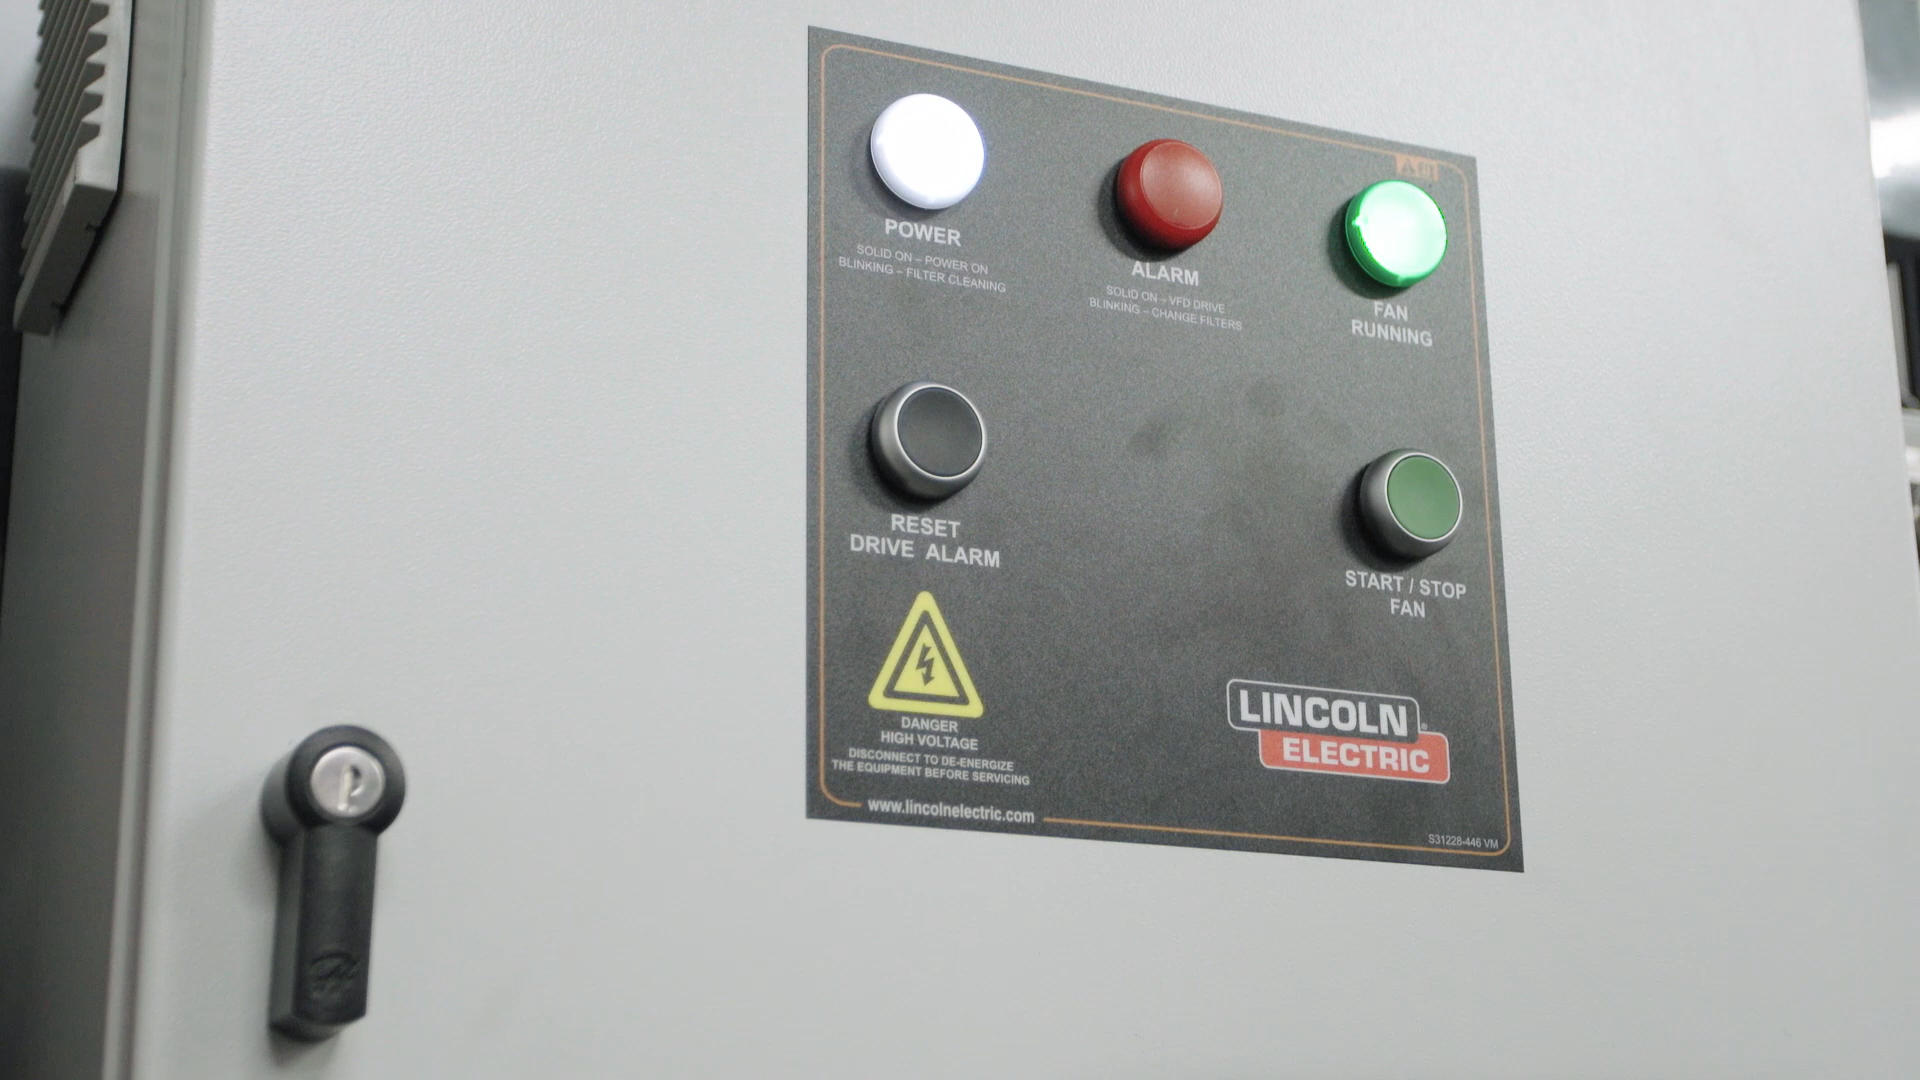 POWER
SOLID ON – POWER ON
BLINKING – FILTER CLEANING
ALARM
SOLID ON – VFD DRIVE
BLINKING – CHANGE FILTERS
FAN
RUNNING
RESET
DRIVE ALARM
START / STOP
FAN
DANGER
HIGH VOLTAGE
DISCONNECT TO DE-ENERGIZE
THE EQUIPMENT BEFORE SERVICING
LINCOLN
ELECTRIC
www.lincolnelectric.com
S31228-446 VM